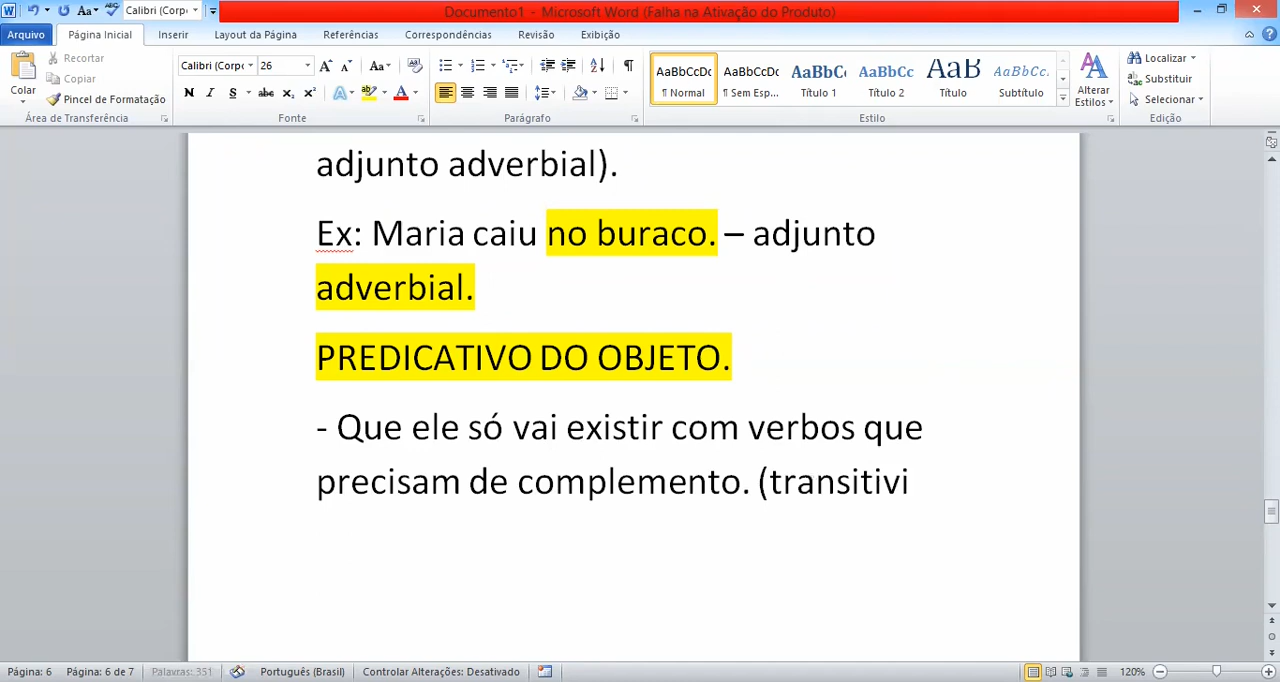 Calibri (Corp
Documento1 - Microsoft Word (Falha na Ativação do Produto)
Arquivo Página Inicial Inserir Layout da Página Referências Correspondências Revisão Exibição
Colar
Recortar
Copiar
Pincel de Formatação
Área de Transferência
Calibri (Corpo 26
N I S abc
Fonte
Parágrafo
AaBbCcDc AaBbCcDc AaBbC AaBbCc AaB AaBbCc.
¶ Normal ¶ Sem Esp... Título 1 Título 2 Título Subtítulo
Alterar
Estilos
Estilo
Localizar
Substituir
Selecionar
Edição
adjunto adverbial).
Ex: Maria caiu no buraco. – adjunto
adverbial.
PREDICATIVO DO OBJETO.
- Que ele só vai existir com verbos que
precisam de complemento. (transitivi
Página: 6 Página: 6 de 7 Palavras: 351 Português (Brasil) Controlar Alterações: Desativado 120%